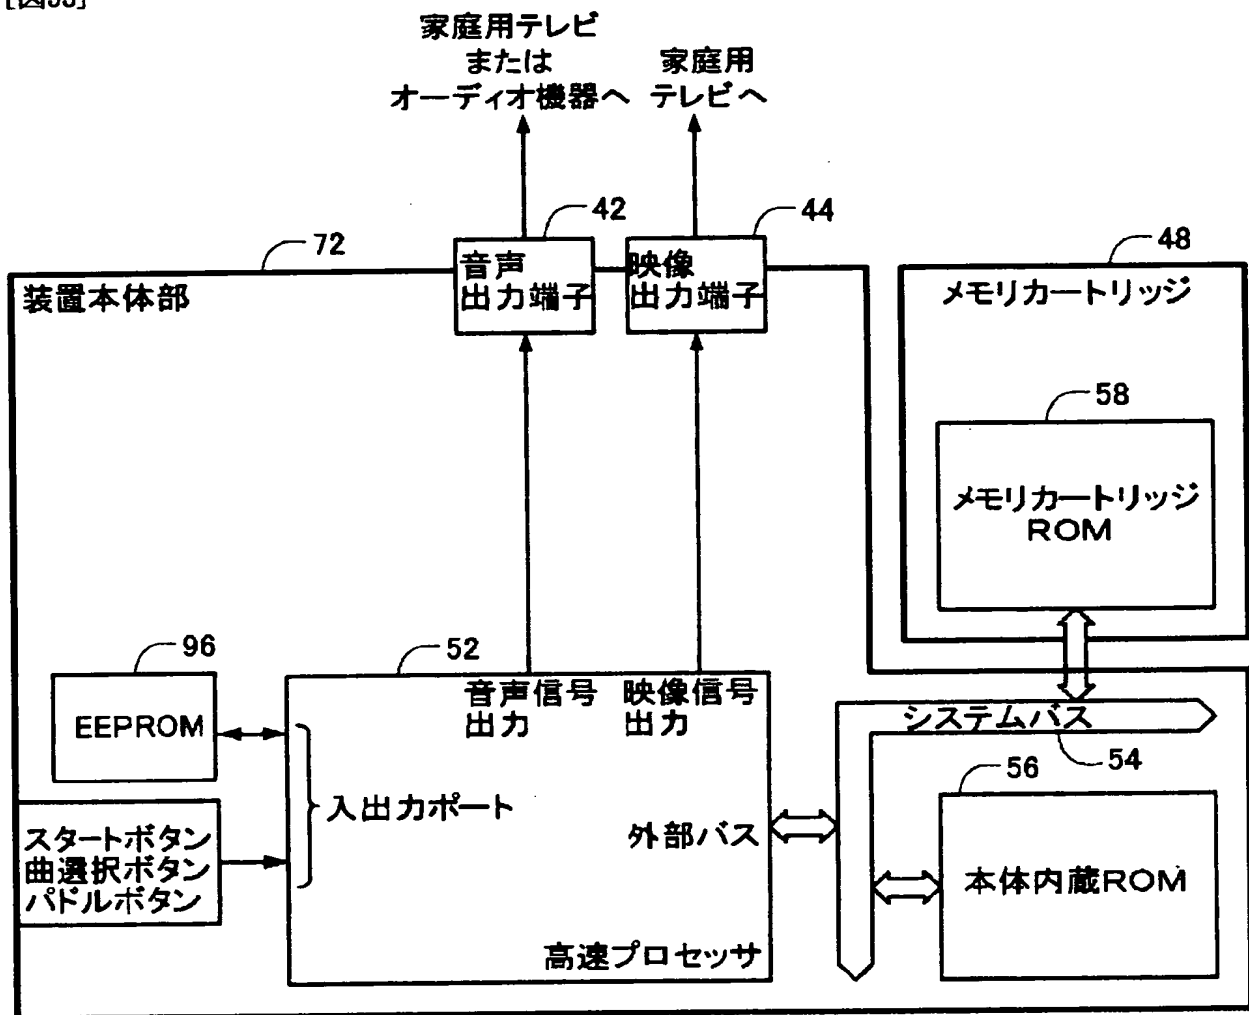 家庭用テレビ
または
オーディオ機器へ
家庭用
テレビへ
42
44
72
48
音声
出力端子
映像
出力端子
装置本体部
メモリカートリッジ
58
メモリカートリッジ
ROM
96
52
音声信号
出力
映像信号
出力
EEPROM
システムバス
54
56
入出力ポート
スタートボタン
曲選択ボタン
パドルボタン
外部バス
本体内蔵ROM
高速プロセッサ